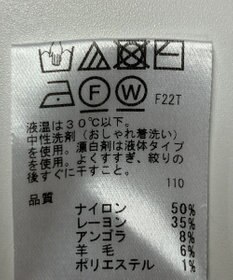 F W F22T
液温は30℃以下。
中性洗剤（おしゃれ着洗い）
を使用。漂白剤は液体タイプ
を使用。よくすすぎ、絞りの
後すぐに干すこと。
110
品質
ナイロン 50%
レーヨン 35%
アンゴラ 8%
羊毛 6%
ポリエステル 1%